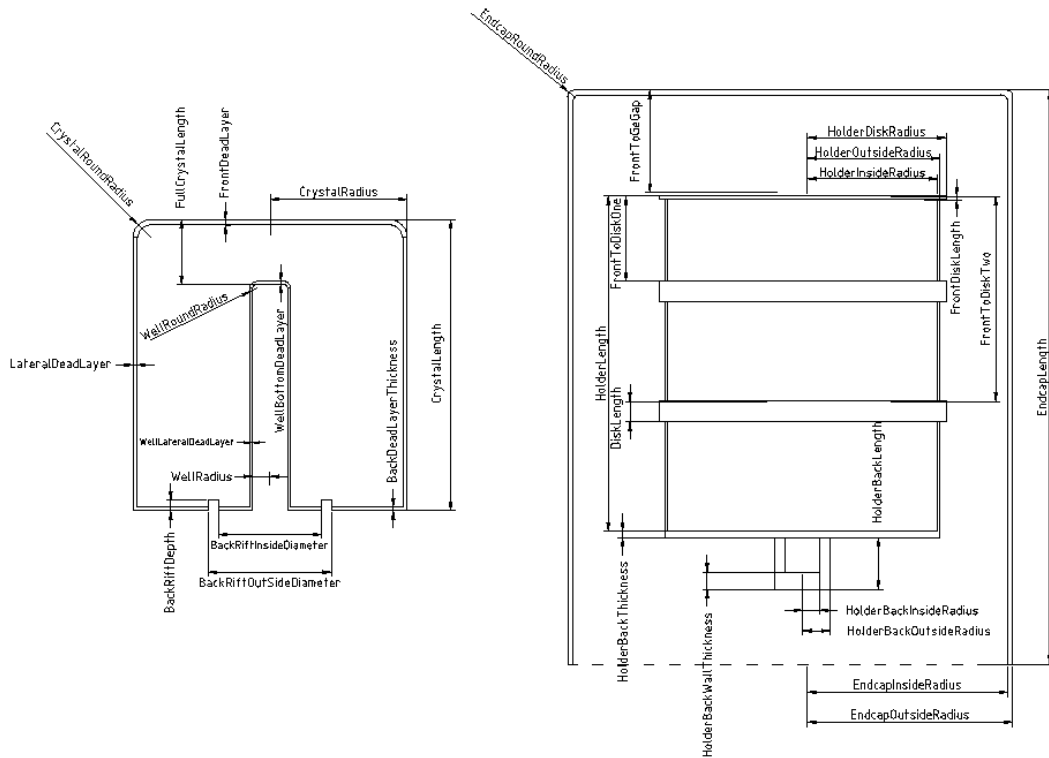 CrystalRoundRadius
FullCrystalLength
FrontDeadLayer
CrystalRadius
WellRoundRadius
LateralDeadLayer
WellBottomDeadLayer
BackDeadLayerThickness
CrystalLength
WellLateralDeadLayer
WellRadius
BackRiftDepth
BackRiftInsideDiameter
BackRiftOutSideDiameter
EndcapRoundRadius
FrontToGeGap
HolderDiskRadius
HolderOutsideRadius
HolderInsideRadius
FrontToDiskOne
FrontDiskLength
FrontToDiskTwo
HolderLength
DiskLength
HolderBackLength
EndcapLength
HolderBackThickness
HolderBackWallThickness
HolderBackInsideRadius
HolderBackOutsideRadius
EndcapInsideRadius
EndcapOutsideRadius